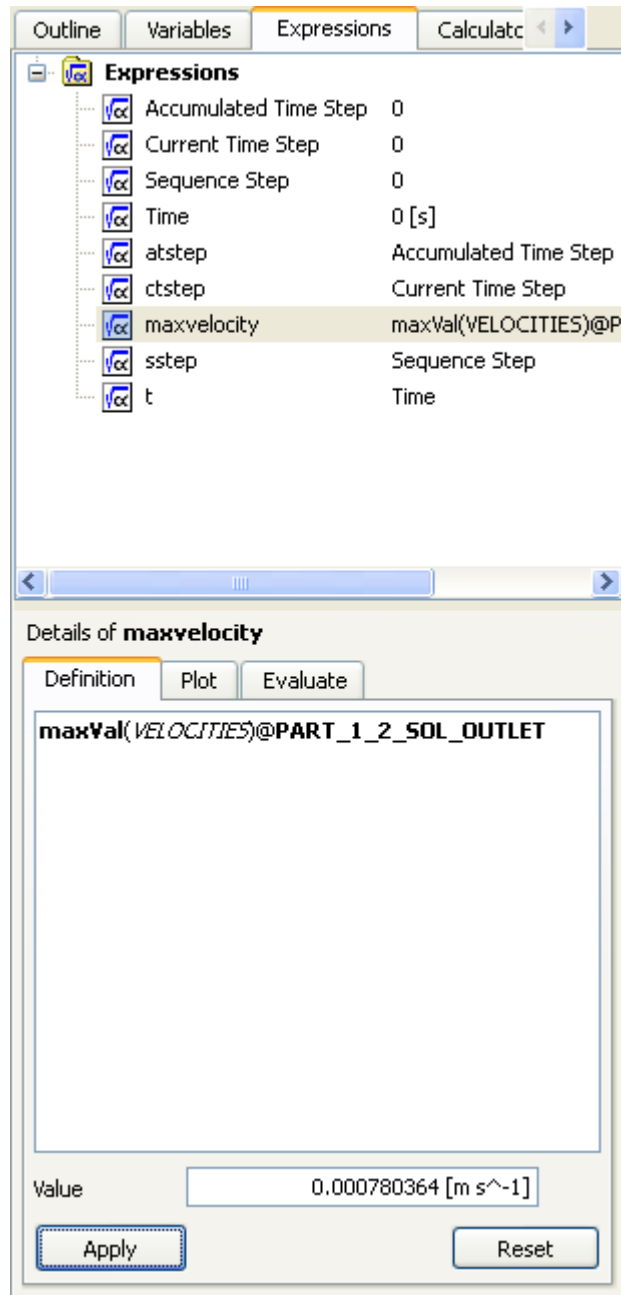 Outline Variables Expressions Calculatc
Expressions
Accumulated Time Step 0
Current Time Step 0
Sequence Step 0
Time 0 [s]
atstep Accumulated Time Step
ctstep Current Time Step
maxvelocity maxVal(VELOCITIES)@P
sstep Sequence Step
t Time
Details of maxvelocity
Definition Plot Evaluate
maxVal(VELOCITIES)@PART_1_2_SOL_OUTLET
Value 0.000780364 [m s^-1]
Apply Reset